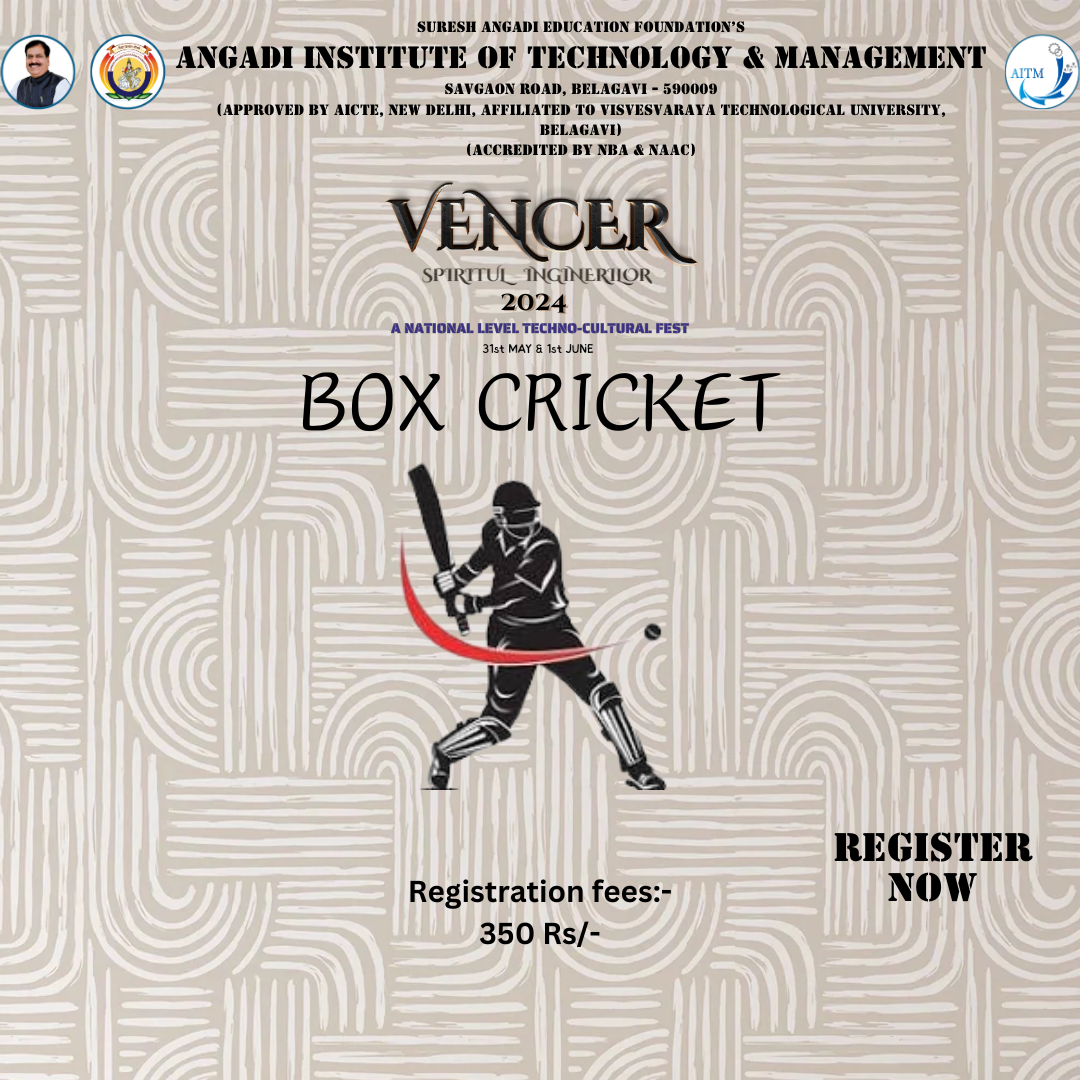 SURESH ANGADI EDUCATION FOUNDATION'S
ANGADI INSTITUTE OF TECHNOLOGY & MANAGEMENT
SAVGAON ROAD, BELAGAVI - 590009
(APPROVED BY AICTE, NEW DELHI, AFFILIATED TO VISVESVARAYA TECHNOLOGICAL UNIVERSITY,
BELAGAVI)
(ACCREDITED BY NBA & NAAC)
AITM
VENCER
SPIRITUL INGINERILOR
2024
A NATIONAL LEVEL TECHNO-CULTURAL FEST
31st MAY & 1st JUNE
BOX CRICKET
REGISTER
NOW
Registration fees:-
350 Rs/-